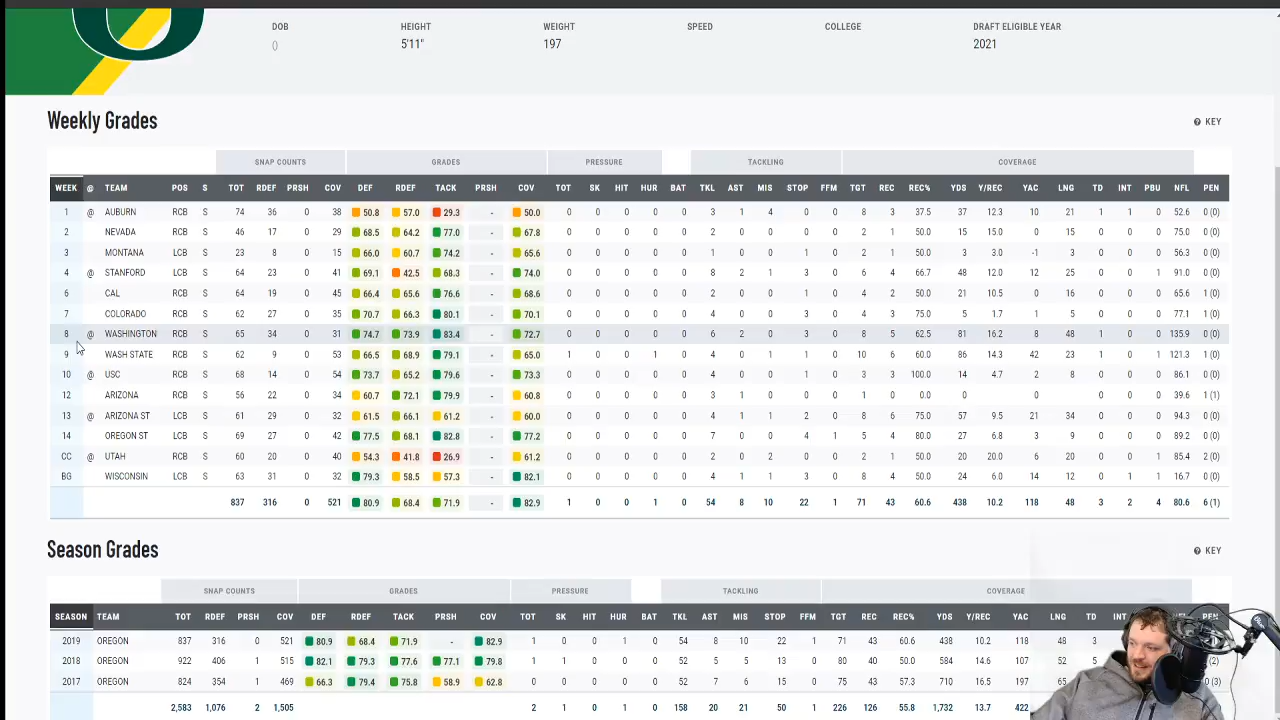 DOB HEIGHT WEIGHT SPEED COLLEGE DRAFT ELIGIBLE YEAR
() 5'11" 197 2021
Weekly Grades
KEY
SNAP COUNTS GRADES PRESSURE TACKLING COVERAGE
WEEK @ TEAM POS S TOT RDEF PRSH COV DEF RDEF TACK PRSH COV TOT SK HIT HUR BAT TKL AST MIS STOP FFM TGT REC REC% YDS Y/REC YAC LNG TD INT PBU NFL PEN
1 @ AUBURN RCB S 74 36 0 38 50.8 57.0 29.3 - 50.0 0 0 0 0 0 3 1 4 0 0 8 3 37.5 37 12.3 10 21 1 1 0 52.6 0 (0)
2 NEVADA RCB S 46 17 0 29 68.5 64.2 77.0 - 67.8 0 0 0 0 0 2 0 0 0 0 2 1 50.0 15 15.0 0 15 0 0 0 75.0 0 (0)
3 MONTANA LCB S 23 8 0 15 66.0 60.7 74.2 - 65.6 0 0 0 0 0 1 0 0 1 0 2 1 50.0 3 3.0 -1 3 0 0 0 56.3 0 (0)
4 @ STANFORD LCB S 64 23 0 41 69.1 42.5 68.3 - 74.0 0 0 0 0 0 8 2 1 3 0 6 4 66.7 48 12.0 12 25 0 0 1 91.0 0 (0)
6 CAL RCB S 64 19 0 45 66.4 65.6 76.6 - 68.6 0 0 0 0 0 2 0 0 1 0 4 2 50.0 21 10.5 0 16 0 0 0 65.6 1 (0)
7 COLORADO RCB S 62 27 0 35 70.7 66.3 80.1 - 70.1 0 0 0 0 0 4 0 0 3 0 4 3 75.0 5 1.7 3 4 0 0 0 77.1 1 (0)
8 @ WASHINGTON RCB S 65 34 0 31 74.7 73.9 83.4 - 72.7 0 0 0 0 0 6 2 0 3 0 8 5 62.5 81 16.2 8 48 1 0 0 135.9 0 (0)
9 WASH STATE RCB S 62 9 0 53 66.5 68.9 79.1 - 65.0 1 0 0 1 0 4 0 1 1 0 10 6 60.0 86 14.3 42 23 1 0 1 121.3 1 (0)
10 @ USC RCB S 68 14 0 54 73.7 65.2 79.6 - 73.3 0 0 0 0 0 4 0 0 1 0 3 3 100.0 14 4.7 2 8 0 0 0 86.1 0 (0)
12 ARIZONA RCB S 56 22 0 34 60.7 72.1 79.9 - 60.8 0 0 0 0 0 3 1 0 0 0 1 0 0.0 0 0 0 0 0 39.6 1 (1)
13 @ ARIZONA ST LCB S 61 29 0 32 61.5 66.1 61.2 - 60.0 0 0 0 0 0 4 1 1 2 0 8 6 75.0 57 9.5 21 34 0 0 0 94.3 0 (0)
14 OREGON ST LCB S 69 27 0 42 77.5 68.1 82.8 - 77.2 0 0 0 0 0 7 0 0 4 1 5 4 80.0 27 6.8 3 9 0 0 0 89.2 0 (0)
CC @ UTAH RCB S 60 20 0 40 54.3 41.8 26.9 - 61.2 0 0 0 0 0 2 0 2 0 0 2 1 50.0 20 20.0 6 20 0 0 0 85.4 2 (0)
BG WISCONSIN LCB S 63 31 0 32 79.3 58.5 57.3 - 82.1 0 0 0 0 0 4 1 1 3 0 8 4 50.0 24 6.0 14 12 0 1 1 16.7 0 (0)
837 316 0 521 80.9 68.4 71.9 82.9 1 0 0 1 0 54 8 10 22 1 71 43 60.6 438 10.2 118 48 3 2 4 80.6 6 (1)
Season Grades
KEY
SNAP COUNTS GRADES PRESSURE TACKLING COVERAGE
SEASON TEAM TOT RDEF PRSH COV DEF RDEF TACK PRSH COV TOT SK HIT HUR BAT TKL AST MIS STOP FFM TGT REC REC% YDS Y/REC YAC LNG TD
2019 OREGON 837 316 0 521 80.9 68.4 71.9 - 82.9 1 0 0 1 0 54 8 10 22 1 71 43 60.6 438 10.2 118 48 3
2018 OREGON 922 406 1 515 82.1 79.3 77.6 77.1 79.8 1 1 0 0 0 52 5 5 13 0 80 40 50.0 584 14.6 107 52 5 (2)
2017 OREGON 824 354 1 469 66.3 79.4 75.8 58.9 62.8 0 0 0 0 0 52 7 6 15 0 75 43 57.3 710 16.5 197 65 (3)
2,583 1,076 2 1,505 2 1 0 1 0 158 20 21 50 1 226 126 55.8 1,732 13.7 422